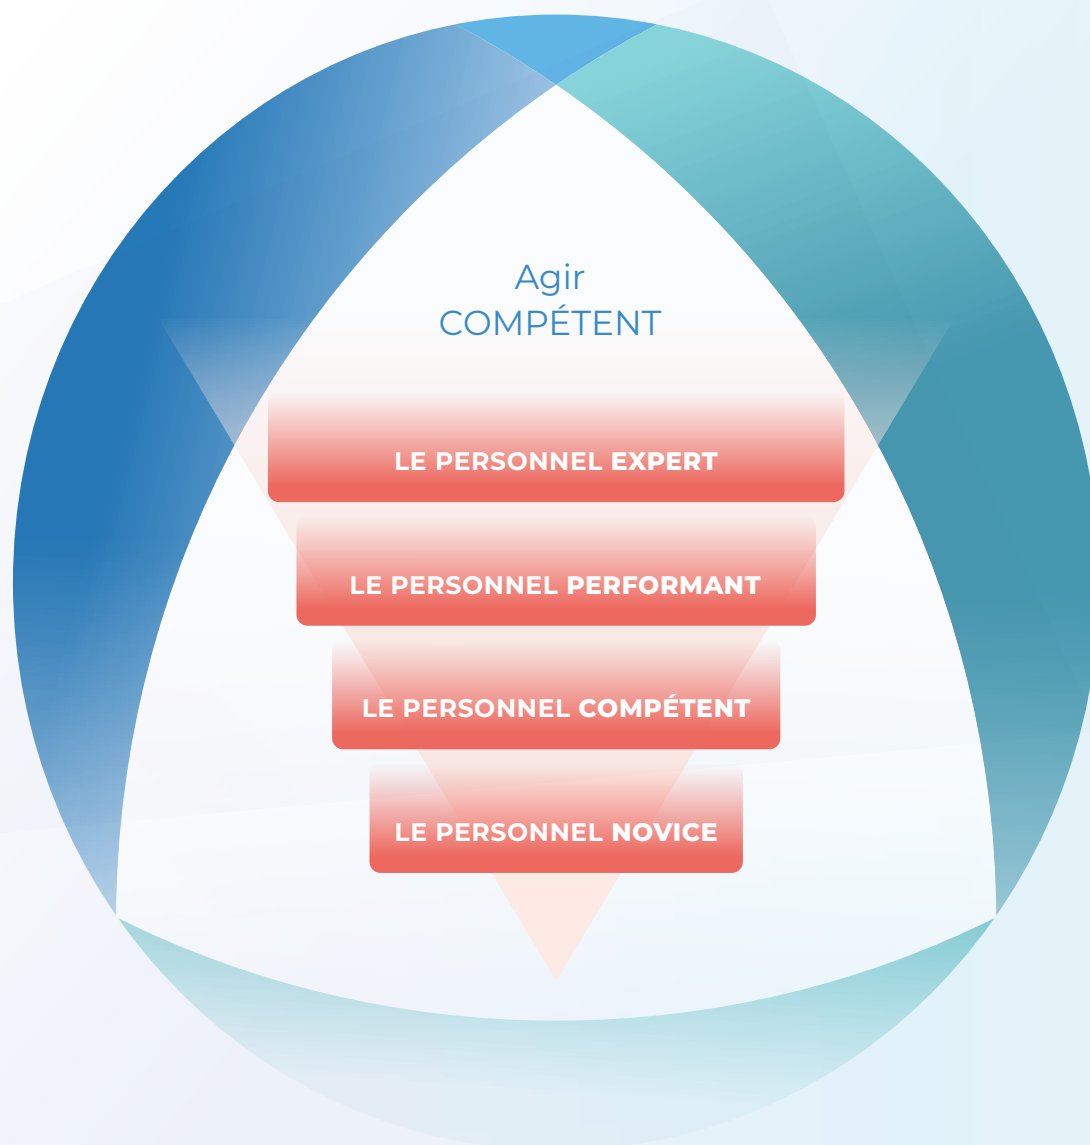 Agir
COMPÉTENT
LE PERSONNEL EXPERT
LE PERSONNEL PERFORMANT
LE PERSONNEL COMPÉTENT
LE PERSONNEL NOVICE